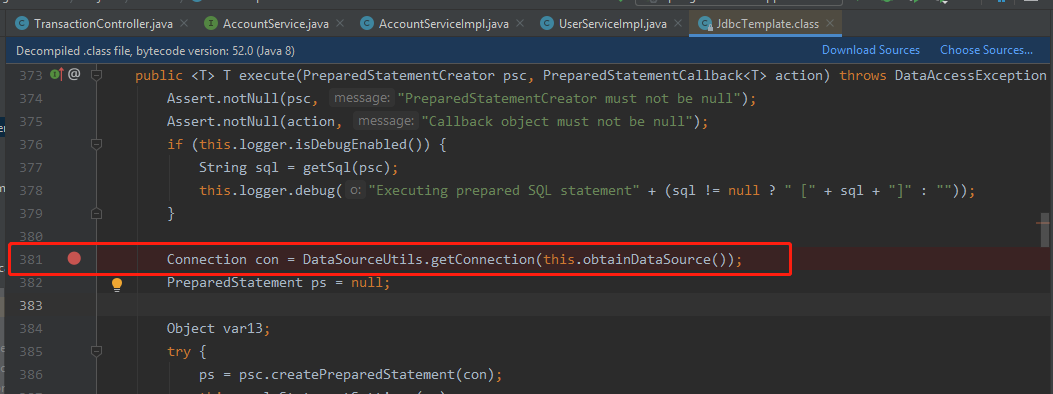 TransactionController.java AccountService.java AccountServiceImpl.java UserServiceImpl.java JdbcTemplate.class
Decompiled .class file, bytecode version: 52.0 (Java 8) Download Sources Choose Sources...
373 @ public <T> T execute(PreparedStatementCreator psc, PreparedStatementCallback<T> action) throws DataAccessException
374 Assert.notNull(psc, message: "PreparedStatementCreator must not be null");
375 Assert.notNull(action, message: "Callback object must not be null");
376 if (this.logger.isDebugEnabled()) {
377 String sql = getSql(psc);
378 this.logger.debug( o: "Executing prepared SQL statement" + (sql != null ? " [" + sql + "]" : ""));
379 }
380
381 Connection con = DataSourceUtils.getConnection(this.obtainDataSource());
382 PreparedStatement ps = null;
383
384 Object var13;
385 try {
386 ps = psc.createPreparedStatement(con);